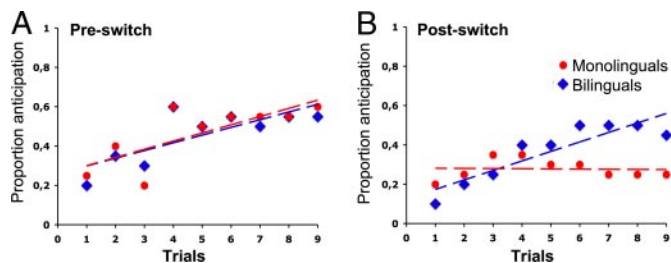 A
Pre-switch
Proportion anticipation
1
0,8
0,6
0,4
0,2
0
0 1 2 3 4 5 6 7 8 9
Trials
B
Post-switch
Monolinguals
Bilinguals
Proportion anticipation
1
0,8
0,6
0,4
0,2
0
0 1 2 3 4 5 6 7 8 9
Trials